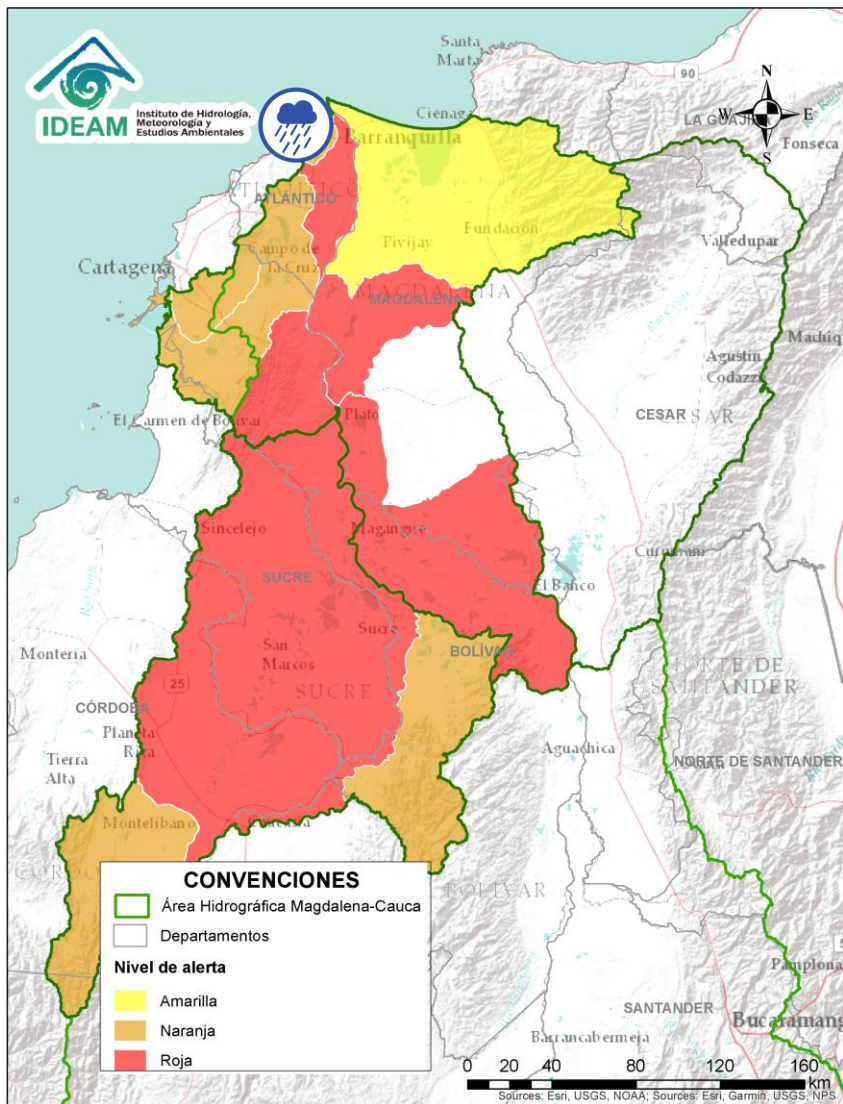 Santa
Marta
90
N
IDEAM
Instituto de Hidrología,
Meteorología y
Estudios Ambientales
Ciénaga
W
E
LA GUAJI
S
Fonseca
Barranquilla
ATLÁNTICO
Pivijay
Fundación
Valledupar
Campo de
la Cruz
Cartagena
MAGDALENA
Agustín
Codazzi
Machiq
El Carmen de Bolívar
Plato
CESAR
CESAR
Sincelejo
Magangué
Curumaní
SUCRE
El Banco
Montería
San
Marcos
Sucre
BOLÍVAR
NORTE DE
SANTANDER
25
SUCRE
CÓRDOBA
Planeta
Rica
Tierra
Alta
Aguachica
NORTE DE SANTANDER
Montelíbano
BOLÍVAR
CONVENCIONES
Área Hidrográfica Magdalena-Cauca
Departamentos
Nivel de alerta
Amarilla
Naranja
Roja
Pamplona
SANTANDER
Bucaramang
Barrancabermeja
0 20 40 80 120 160
km
Sources: Esri, USGS, NOAA; Sources: Esri, Garmin, USGS, NPS